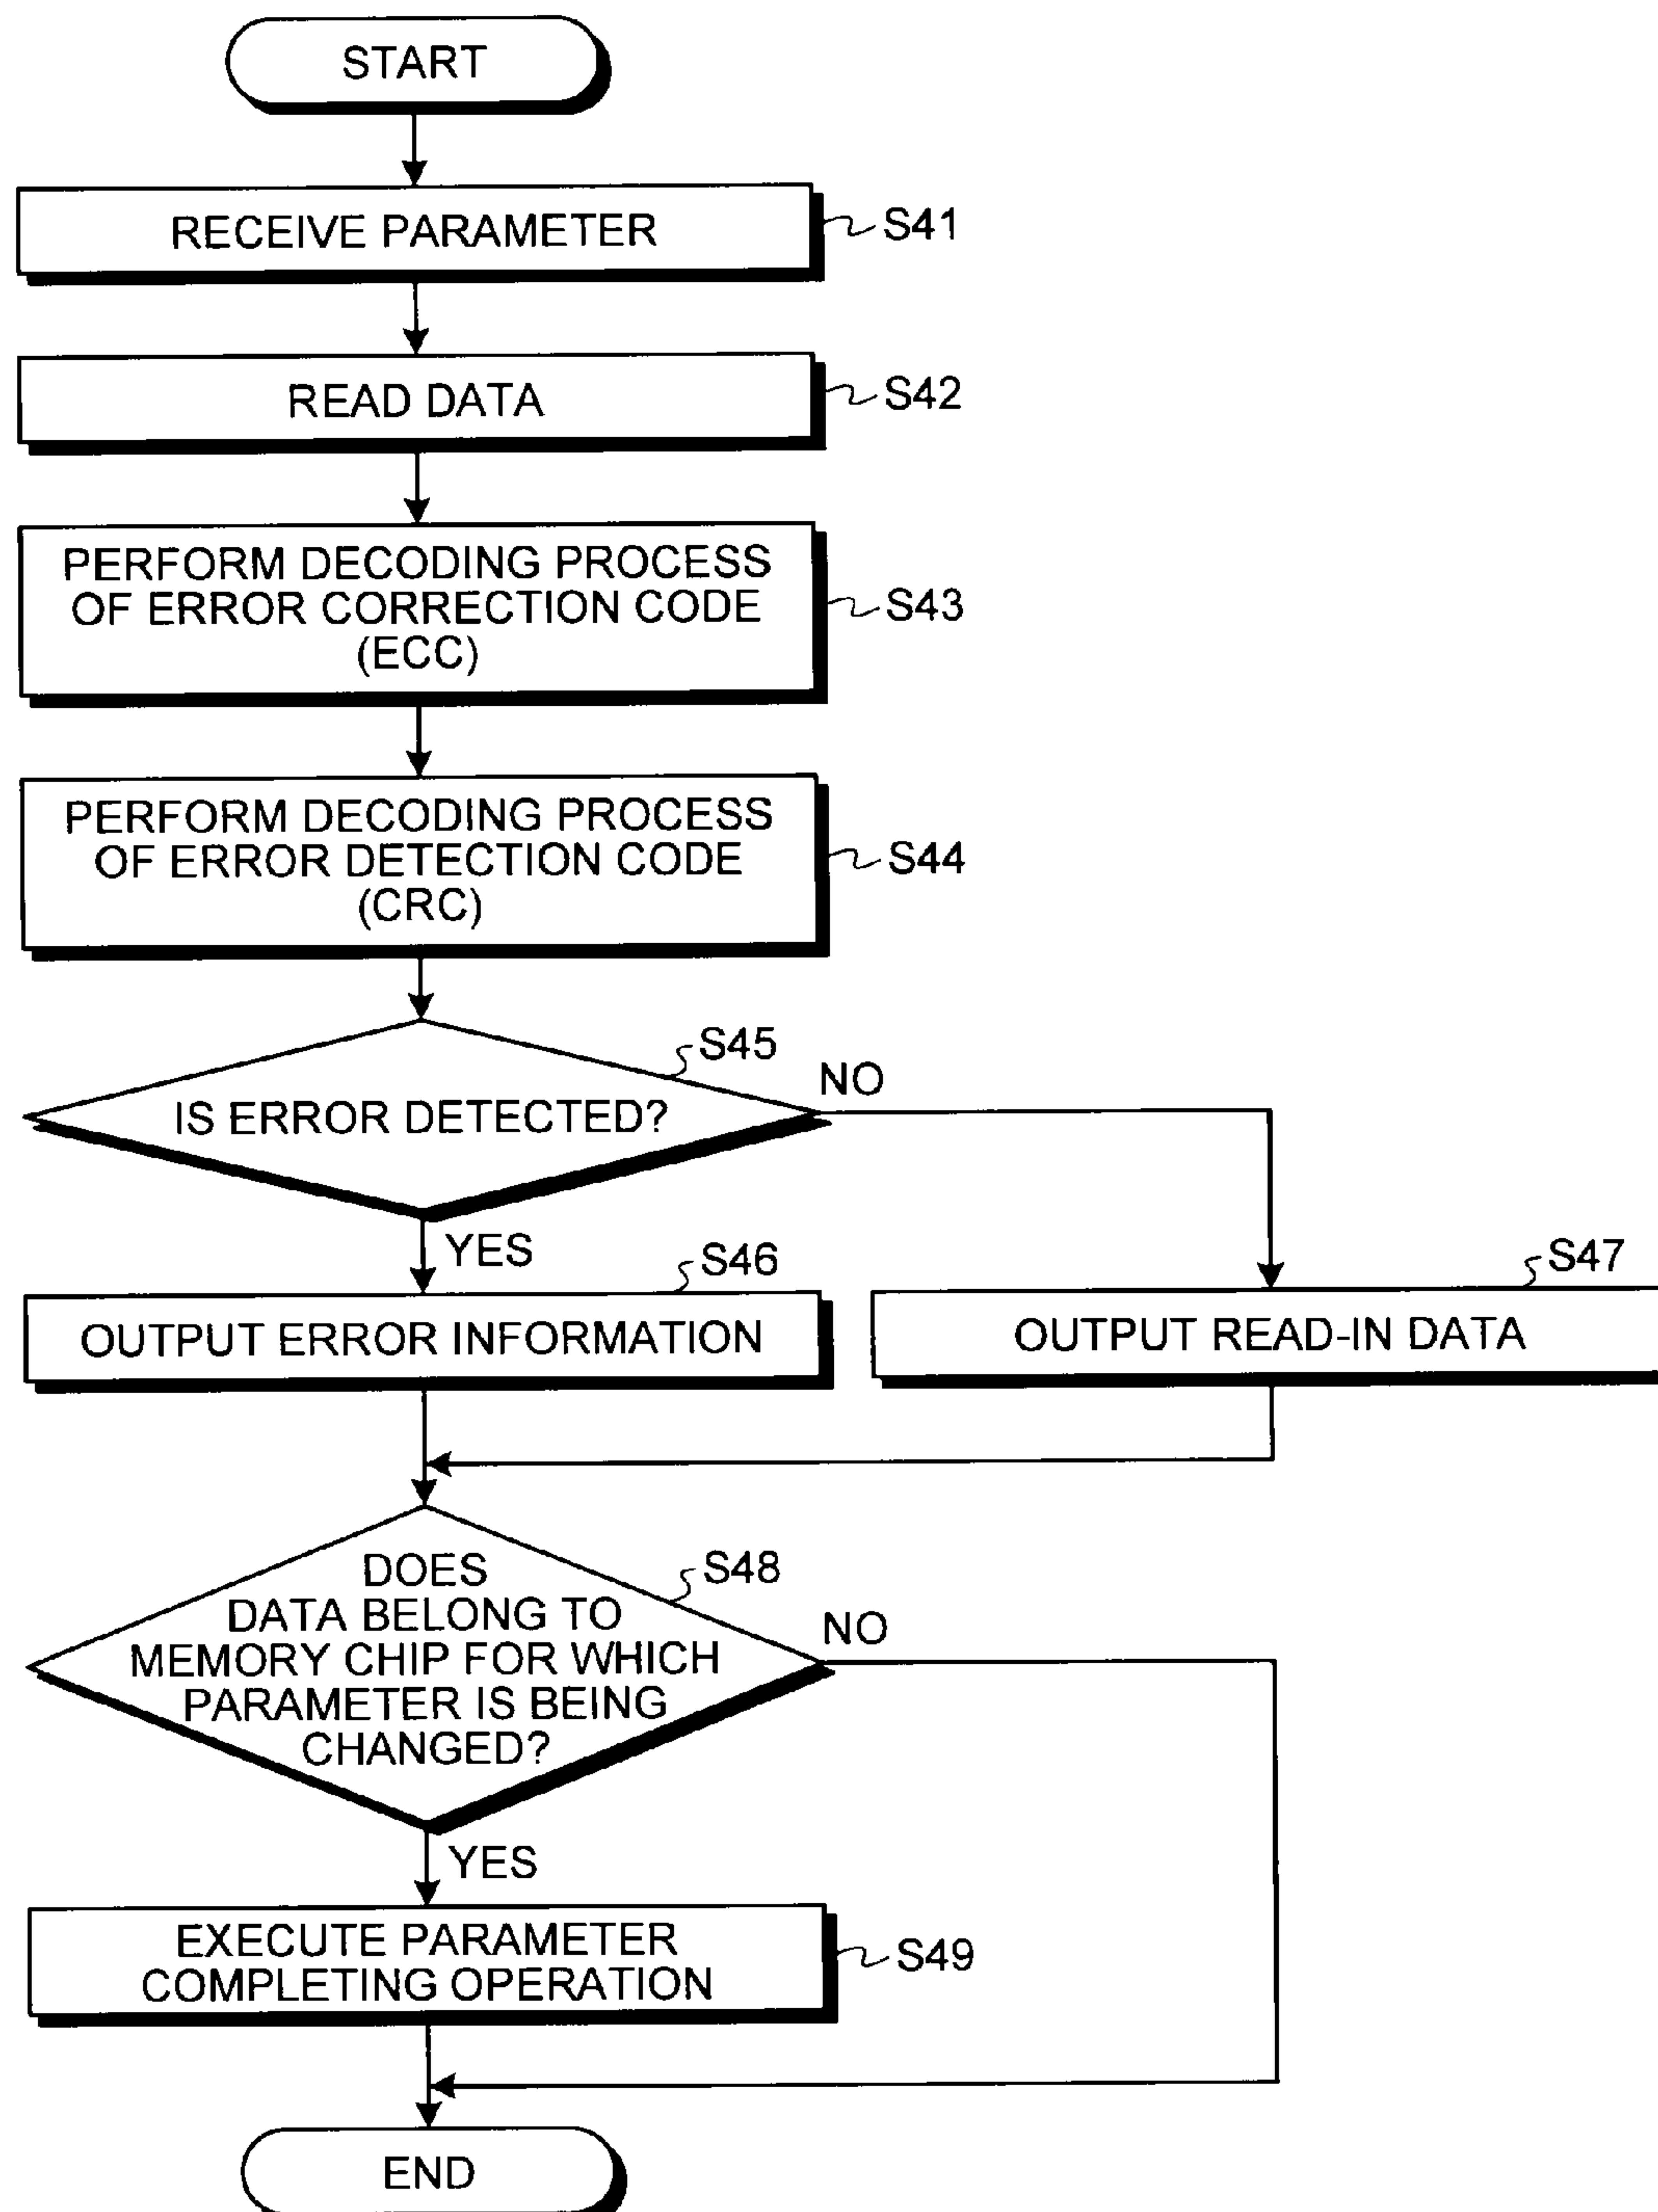 START
RECEIVE PARAMETER
S41
READ DATA
S42
PERFORM DECODING PROCESS
OF ERROR CORRECTION CODE
(ECC)
S43
PERFORM DECODING PROCESS
OF ERROR DETECTION CODE
(CRC)
S44
S45
NO
IS ERROR DETECTED?
YES
S46
S47
OUTPUT ERROR INFORMATION
OUTPUT READ-IN DATA
S48
DOES
DATA BELONG TO
MEMORY CHIP FOR WHICH
PARAMETER IS BEING
CHANGED?
NO
YES
EXECUTE PARAMETER
COMPLETING OPERATION
S49
END